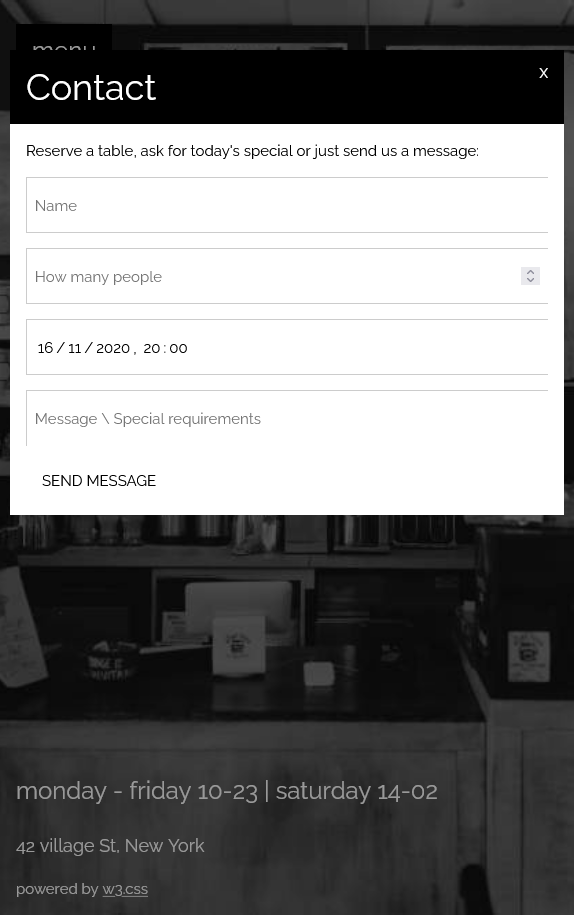 menu
Contact
X
Reserve a table, ask for today's special or just send us a message:
Name
How many people
16 / 11 / 2020 , 20 : 00
Message \ Special requirements
SEND MESSAGE
monday - friday 10-23 | saturday 14-02
42 village St, New York
powered by w3.css